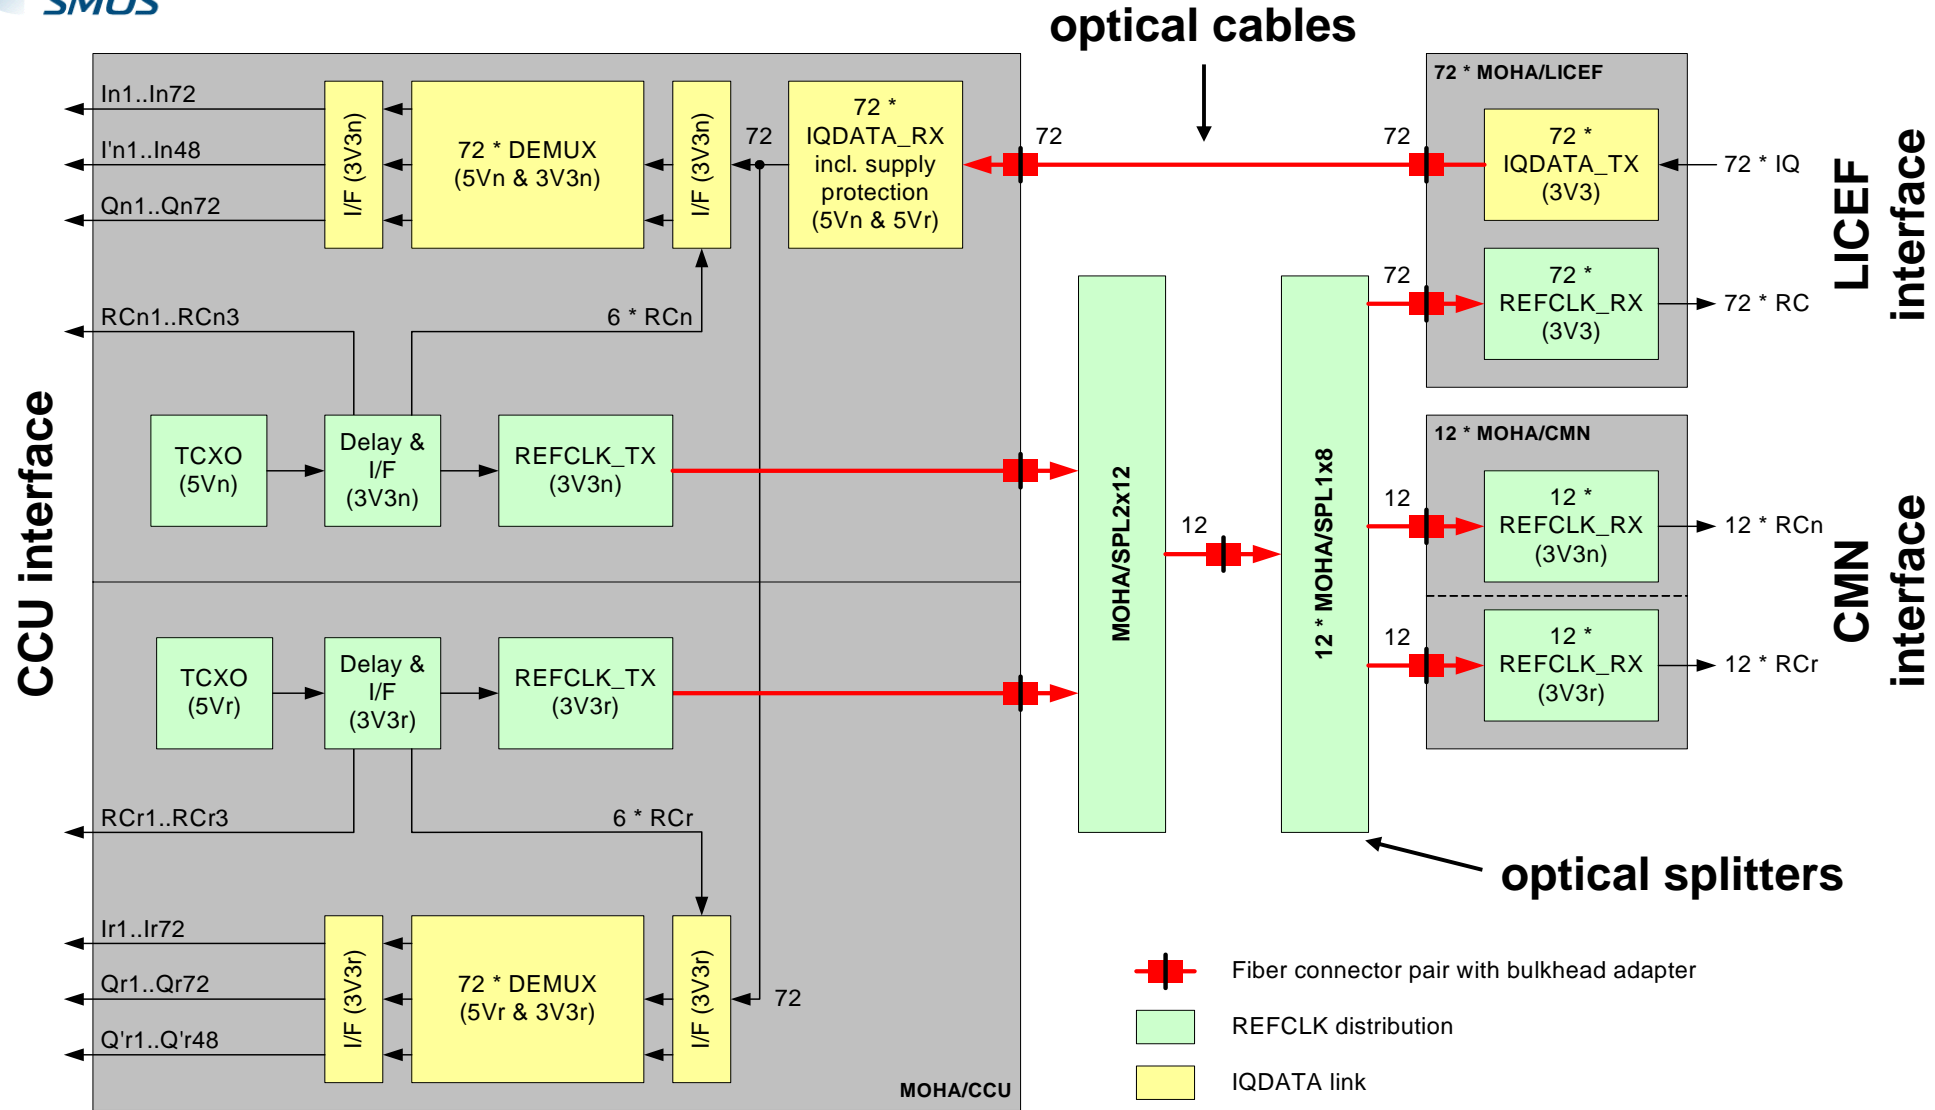 SMOS
optical cables
In1..In72
I'n1..In48
Qn1..Qn72
I/F (3V3n)
72 * DEMUX
(5Vn & 3V3n)
I/F (3V3n)
72
72 *
IQDATA_RX
incl. supply
protection
(5Vn & 5Vr)
72
72
72 * MOHA/LICEF
72 *
IQDATA_TX
(3V3)
72 * IQ
72
72 *
REFCLK_RX
(3V3)
72 * RC
LICEF
interface
RCn1..RCn3
6 * RCn
CCU interface
TCXO
(5Vn)
Delay &
I/F
(3V3n)
REFCLK_TX
(3V3n)
MOHA/SPL2x12
12
12 * MOHA/SPL1x8
12 * MOHA/CMN
12
12 *
REFCLK_RX
(3V3n)
12 * RCn
12
12 *
REFCLK_RX
(3V3r)
12 * RCr
CMN
interface
TCXO
(5Vr)
Delay &
I/F
(3V3r)
REFCLK_TX
(3V3r)
RCr1..RCr3
6 * RCr
optical splitters
Ir1..Ir72
Qr1..Qr72
Q'r1..Q'r48
I/F (3V3r)
72 * DEMUX
(5Vr & 3V3r)
I/F (3V3r)
72
MOHA/CCU
Fiber connector pair with bulkhead adapter
REFCLK distribution
IQDATA link